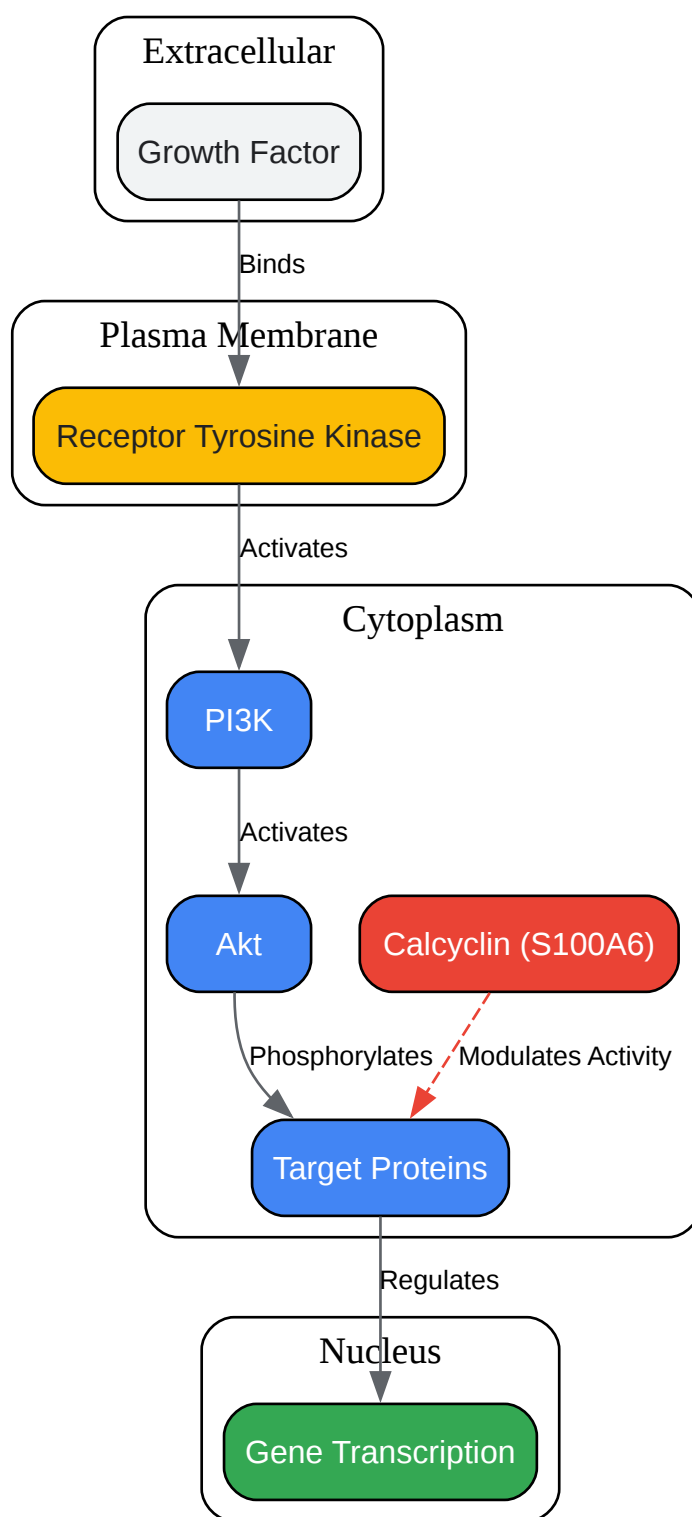 Extracellular
Growth Factor
Binds
Plasma Membrane
Receptor Tyrosine Kinase
Activates
Cytoplasm
PI3K
Activates
Akt
Calcyclin (S100A6)
Phosphorylates
Modulates Activity
Target Proteins
Regulates
Nucleus
Gene Transcription